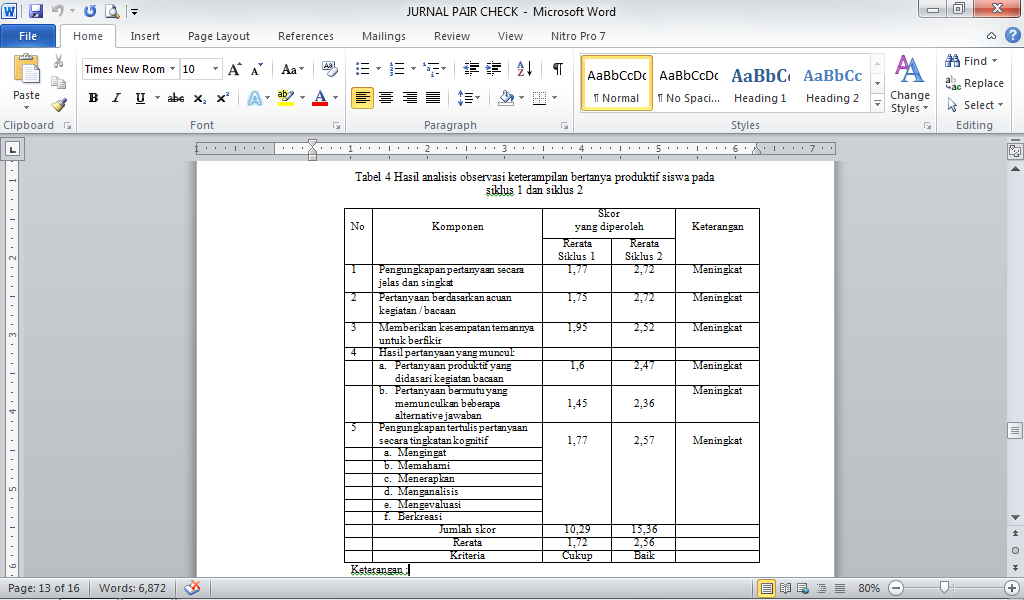 JURNAL PAIR CHECK - Microsoft Word
File Home Insert Page Layout References Mailings Review View Nitro Pro 7
Paste
Times New Rom 10
Clipboard Font Paragraph Styles Editing
AaBbCcDc AaBbCcDc AaBbCc AaBbCc
¶ Normal ¶ No Spaci... Heading 1 Heading 2
Change Styles
Find
Replace
Select
Tabel 4 Hasil analisis observasi keterampilan bertanya produktif siswa pada
siklus 1 dan siklus 2
No Komponen Skor yang diperoleh Keterangan
Rerata Siklus 1 Rerata Siklus 2
1 Pengungkapan pertanyaan secara 1,77 2,72 Meningkat
jelas dan singkat
2 Pertanyaan berdasarkan acuan 1,75 2,72 Meningkat
kegiatan / bacaan
3 Memberikan kesempatan temannya 1,95 2,52 Meningkat
untuk berfikir
4 Hasil pertanyaan yang muncul:
a. Pertanyaan produktif yang 1,6 2,47 Meningkat
didasari kegiatan bacaan
b. Pertanyaan bermutu yang Meningkat
memunculkan beberapa 1,45 2,36
alternative jawaban
5 Pengungkapan tertulis pertanyaan
secara tingkatan kognitif 1,77 2,57 Meningkat
a. Mengingat
b. Memahami
c. Menerapkan
d. Menganalisis
e. Mengevaluasi
f. Berkreasi
Jumlah skor 10,29 15,36
Rerata 1,72 2,56
Kriteria Cukup Baik
Keterangan :
Page: 13 of 16 Words: 6,872 80%